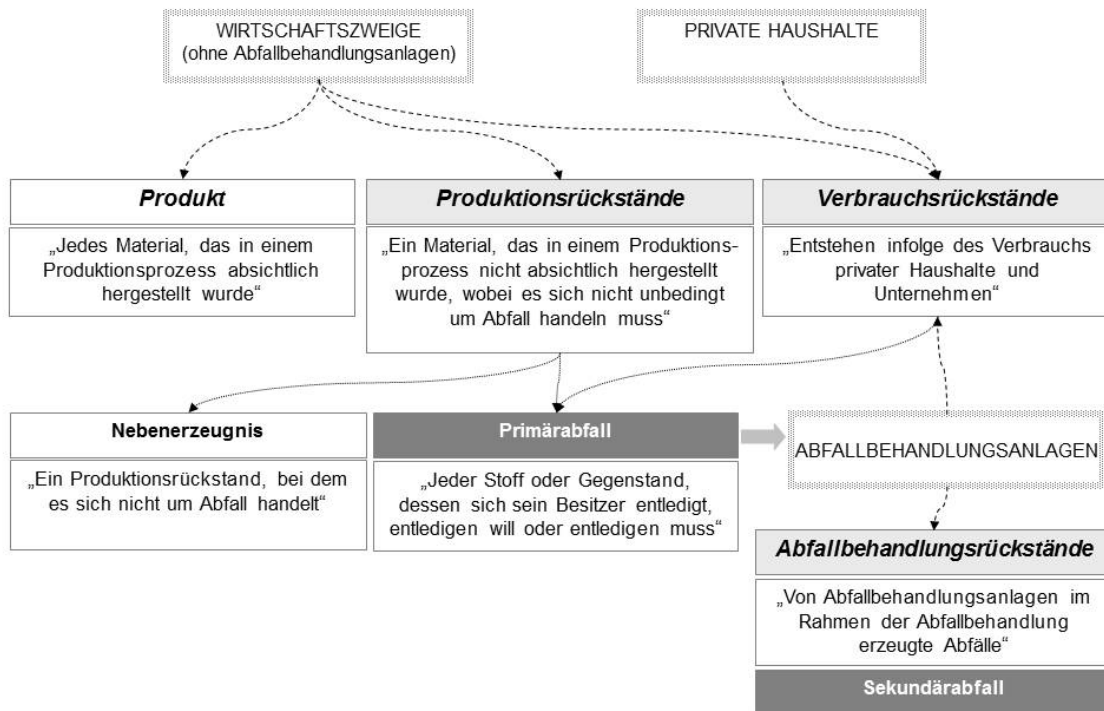 WIRTSCHAFTSZWEIGE
(ohne Abfallbehandlungsanlagen)
PRIVATE HAUSHALTE
Produkt
„Jedes Material, das in einem
Produktionsprozess absichtlich
hergestellt wurde“
Produktionsrückstände
„Ein Material, das in einem Produktions-
prozess nicht absichtlich hergestellt
wurde, wobei es sich nicht unbedingt
um Abfall handeln muss“
Verbrauchsrückstände
„Entstehen infolge des Verbrauchs
privater Haushalte und
Unternehmen“
Nebenerzeugnis
„Ein Produktionsrückstand, bei dem
es sich nicht um Abfall handelt“
Primärabfall
„Jeder Stoff oder Gegenstand,
dessen sich sein Besitzer entledigt,
entledigen will oder entledigen muss“
ABFALLBEHANDLUNGSANLAGEN
Abfallbehandlungsrückstände
„Von Abfallbehandlungsanlagen im
Rahmen der Abfallbehandlung
erzeugte Abfälle“
Sekundärabfall